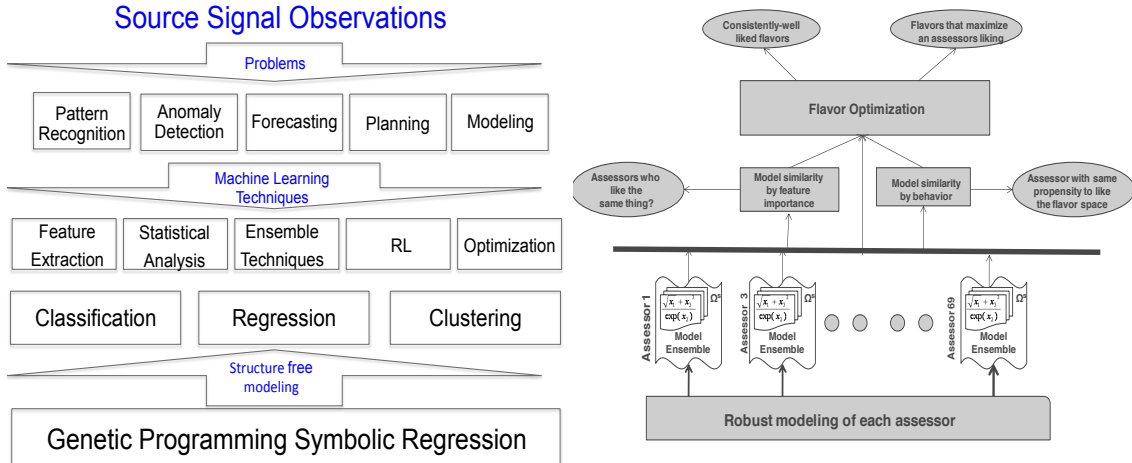 Source Signal Observations
Problems
Pattern
Recognition
Anomaly
Detection
Forecasting
Planning
Modeling
Machine Learning
Techniques
Feature
Extraction
Statistical
Analysis
Ensemble
Techniques
RL
Optimization
Classification
Regression
Clustering
Structure free
modeling
Genetic Programming Symbolic Regression
Consistently-well
liked flavors
Flavors that maximize
an assessors liking
Flavor Optimization
Assessors who
like the
same thing?
Model similarity
by feature
importance
Model similarity
by behavior
Assessor with same
propensity to like
the flavor space
Assessor 1
Ωs
Model
Ensemble
Assessor 3
Ωs
Model
Ensemble
Assessor 69
Ωs
Model
Ensemble
Robust modeling of each assessor